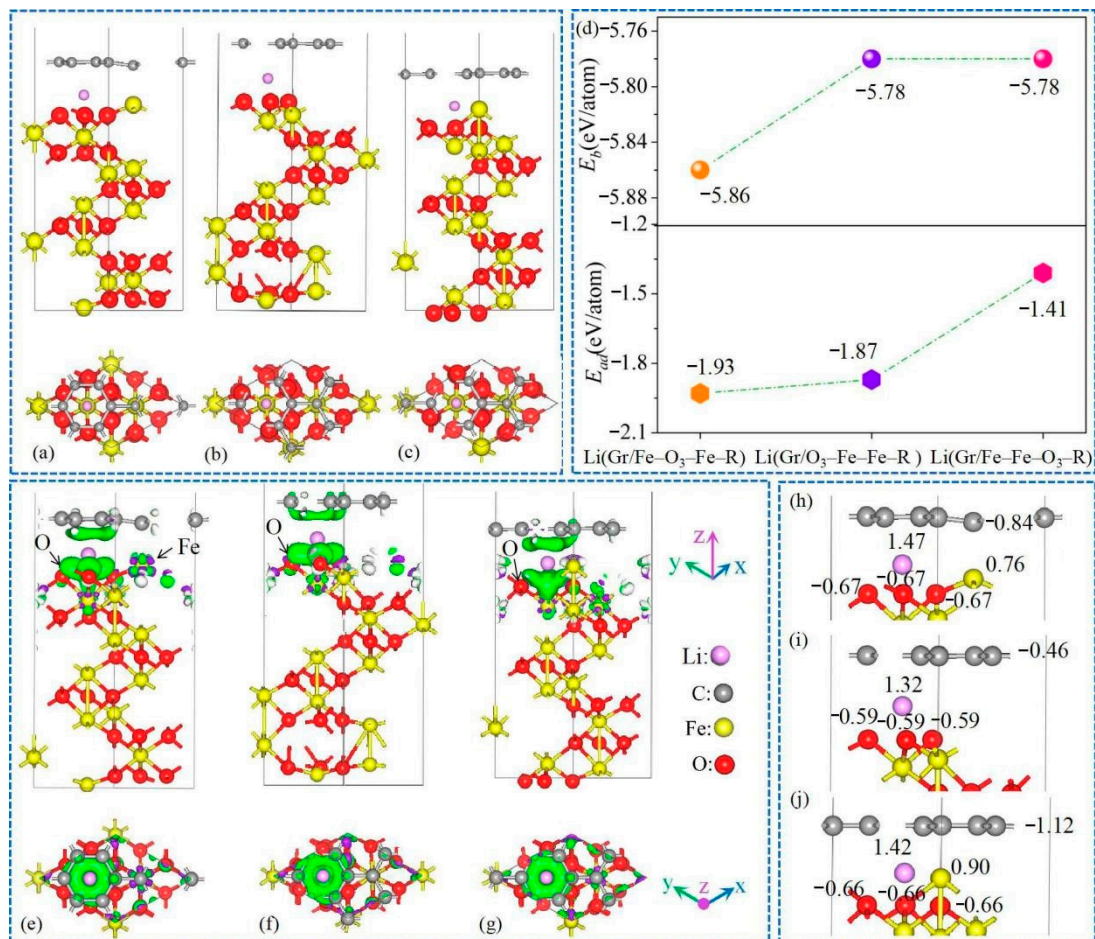 (a)
(b)
(c)
(d)
−5.76
−5.80
−5.84
−5.88
−1.2
−1.5
−1.8
−2.1
E_b(eV/atom)
E_ad(eV/atom)
−5.86
−5.78
−5.78
−1.93
−1.87
−1.41
Li(Gr/Fe–O₃–Fe–R)
Li(Gr/O₃–Fe–Fe–R )
Li(Gr/Fe–Fe–O₃–R)
O
Fe
O
O
z
y
x
Li:
C:
Fe:
O:
z
y
x
(e)
(f)
(g)
(h)
−0.84
1.47
0.76
−0.67
−0.67
−0.67
(i)
−0.46
1.32
−0.59
−0.59
−0.59
(j)
−1.12
1.42
0.90
−0.66
−0.66
−0.66